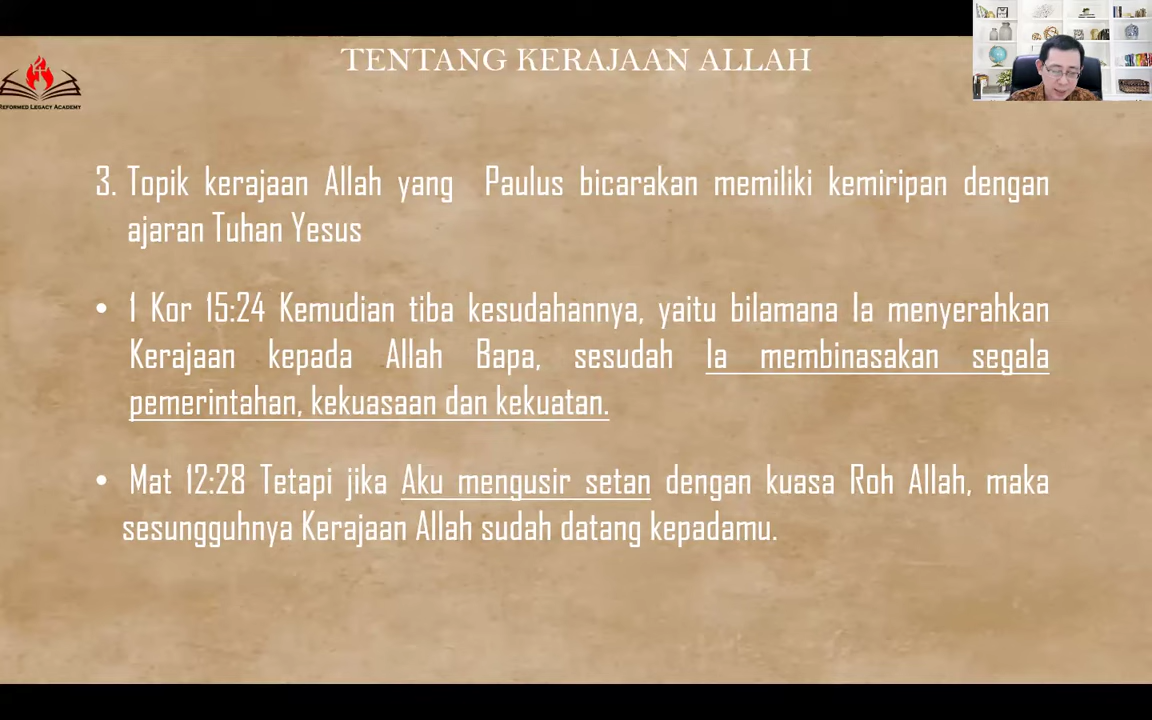 TENTANG KERAJAAN ALLAH
REFORMED LEGACY ACADEMY
3. Topik kerajaan Allah yang Paulus bicarakan memiliki kemiripan dengan
ajaran Tuhan Yesus
• 1 Kor 15:24 Kemudian tiba kesudahannya, yaitu bilamana Ia menyerahkan
Kerajaan kepada Allah Bapa, sesudah Ia membinasakan segala
pemerintahan, kekuasaan dan kekuatan.
• Mat 12:28 Tetapi jika Aku mengusir setan dengan kuasa Roh Allah, maka
sesungguhnya Kerajaan Allah sudah datang kepadamu.